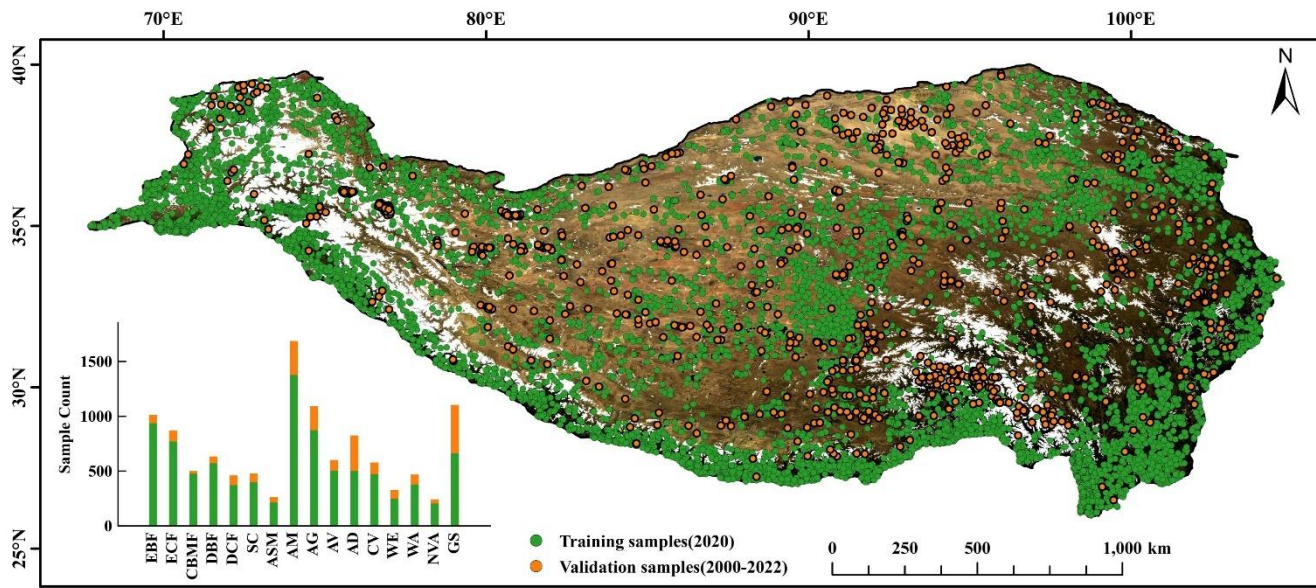 70°E 80°E 90°E 100°E
40°N
35°N
30°N
25°N
N
1500
1000
500
0
Sample Count
EBF ECF CBMF DBF DCF SC ASM AM AG AV AD CV WE WA NVA GS
Training samples(2020)
Validation samples(2000-2022)
0 250 500 1,000 km